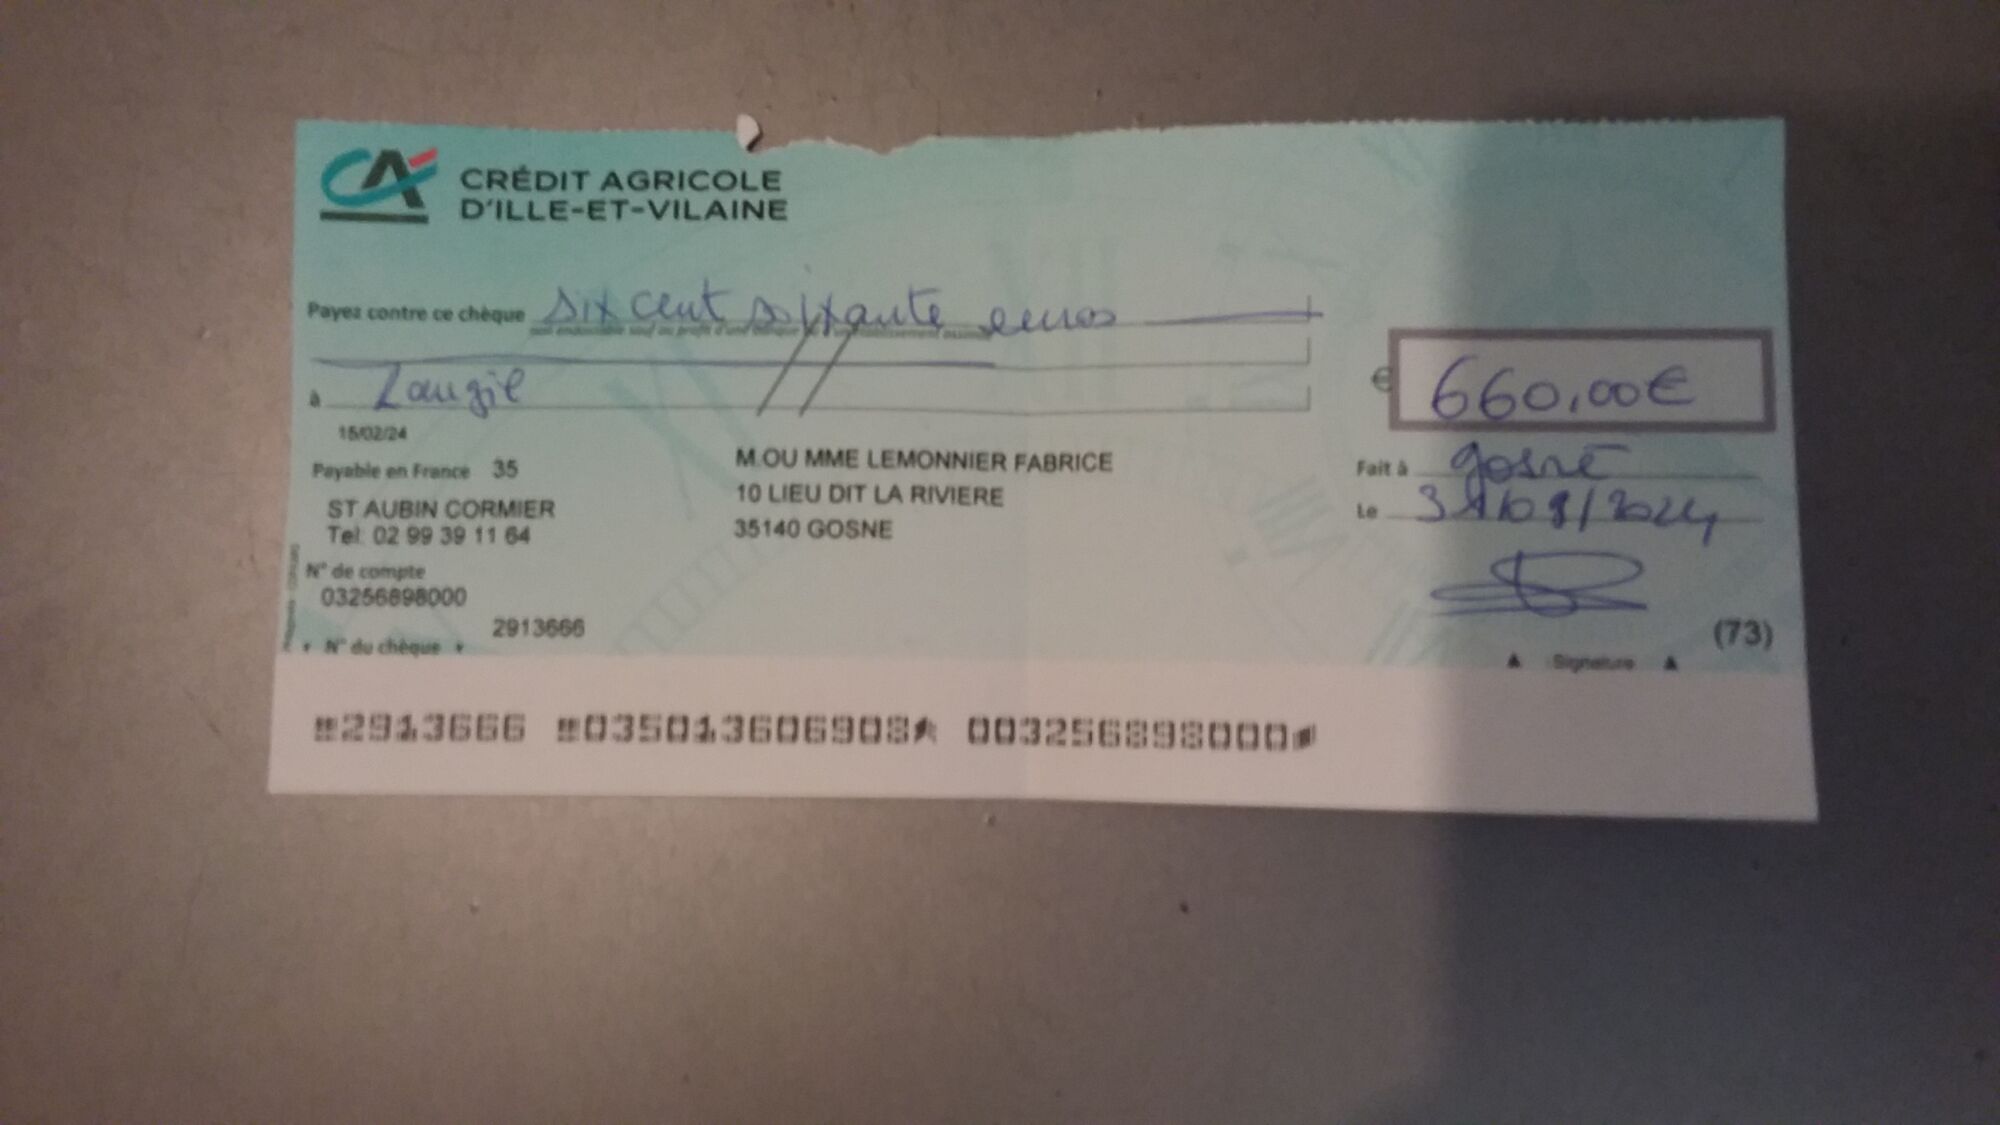 CRÉDIT AGRICOLE
D'ILLE-ET-VILAINE
Payez contre ce chèque six cent soixante euros
€ 660,00€
à Zaugie
15/02/24
Payable en France 35
ST AUBIN CORMIER
Tel: 02 99 39 11 64
N° de compte
03256898000
2913666
N° du chèque
M.OU MME LEMONNIER FABRICE
10 LIEU DIT LA RIVIERE
35140 GOSNE
Fait à Gosné
Le /2024
(73)
Signature
2913666 035013606908 003256898000